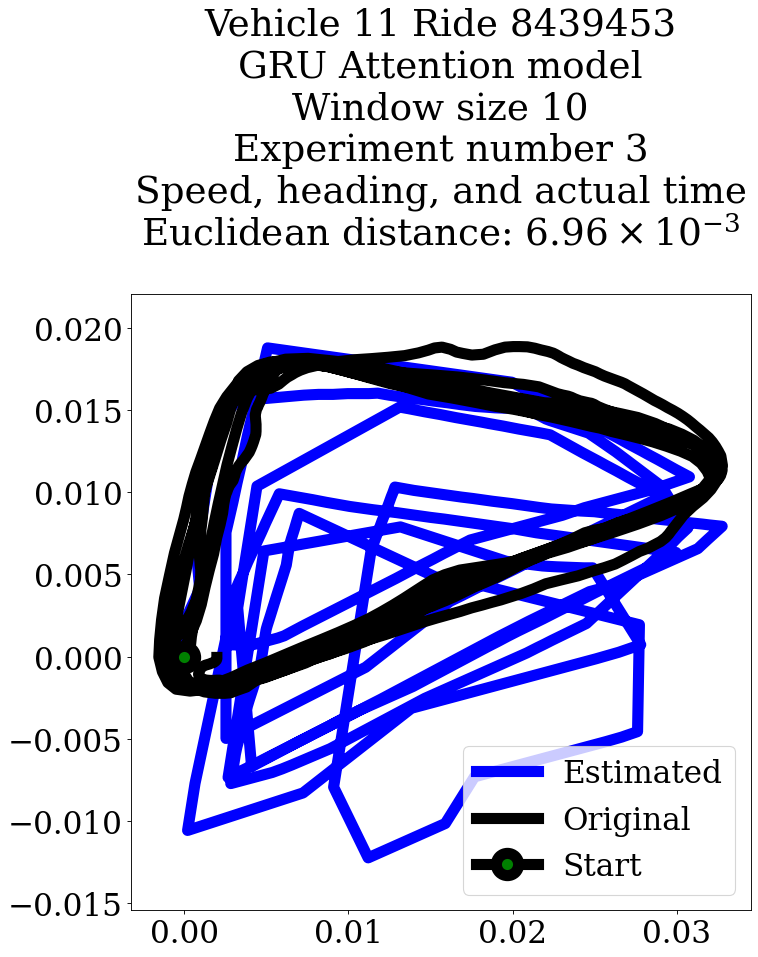 Vehicle 11 Ride 8439453
GRU Attention model
Window size 10
Experiment number 3
Speed, heading, and actual time
Euclidean distance: 6.96 × 10⁻³
0.020
0.015
0.010
0.005
0.000
−0.005
−0.010
−0.015
Estimated
Original
Start
0.00 0.01 0.02 0.03